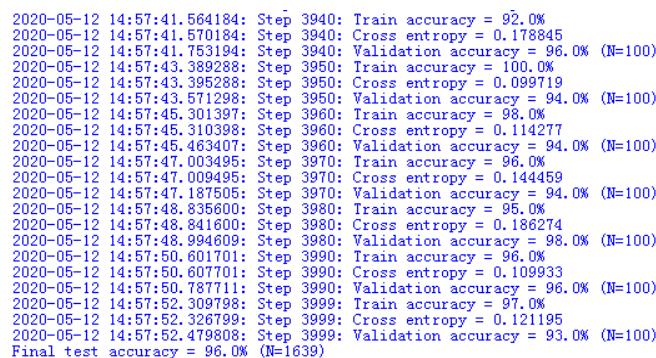 2020-05-12 14:57:41.564184: Step 3940: Train accuracy = 92.0%
2020-05-12 14:57:41.570184: Step 3940: Cross entropy = 0.178845
2020-05-12 14:57:41.753194: Step 3940: Validation accuracy = 96.0% (N=100)
2020-05-12 14:57:43.389288: Step 3950: Train accuracy = 100.0%
2020-05-12 14:57:43.395288: Step 3950: Cross entropy = 0.099719
2020-05-12 14:57:43.571298: Step 3950: Validation accuracy = 94.0% (N=100)
2020-05-12 14:57:45.301397: Step 3960: Train accuracy = 98.0%
2020-05-12 14:57:45.310398: Step 3960: Cross entropy = 0.114277
2020-05-12 14:57:45.463407: Step 3960: Validation accuracy = 94.0% (N=100)
2020-05-12 14:57:47.003495: Step 3970: Train accuracy = 96.0%
2020-05-12 14:57:47.009495: Step 3970: Cross entropy = 0.144459
2020-05-12 14:57:47.187505: Step 3970: Validation accuracy = 94.0% (N=100)
2020-05-12 14:57:48.835600: Step 3980: Train accuracy = 95.0%
2020-05-12 14:57:48.841600: Step 3980: Cross entropy = 0.186274
2020-05-12 14:57:48.994609: Step 3980: Validation accuracy = 98.0% (N=100)
2020-05-12 14:57:50.601701: Step 3990: Train accuracy = 96.0%
2020-05-12 14:57:50.607701: Step 3990: Cross entropy = 0.109933
2020-05-12 14:57:50.787711: Step 3990: Validation accuracy = 96.0% (N=100)
2020-05-12 14:57:52.309798: Step 3999: Train accuracy = 97.0%
2020-05-12 14:57:52.326799: Step 3999: Cross entropy = 0.121195
2020-05-12 14:57:52.479808: Step 3999: Validation accuracy = 93.0% (N=100)
Final test accuracy = 96.0% (N=1639)